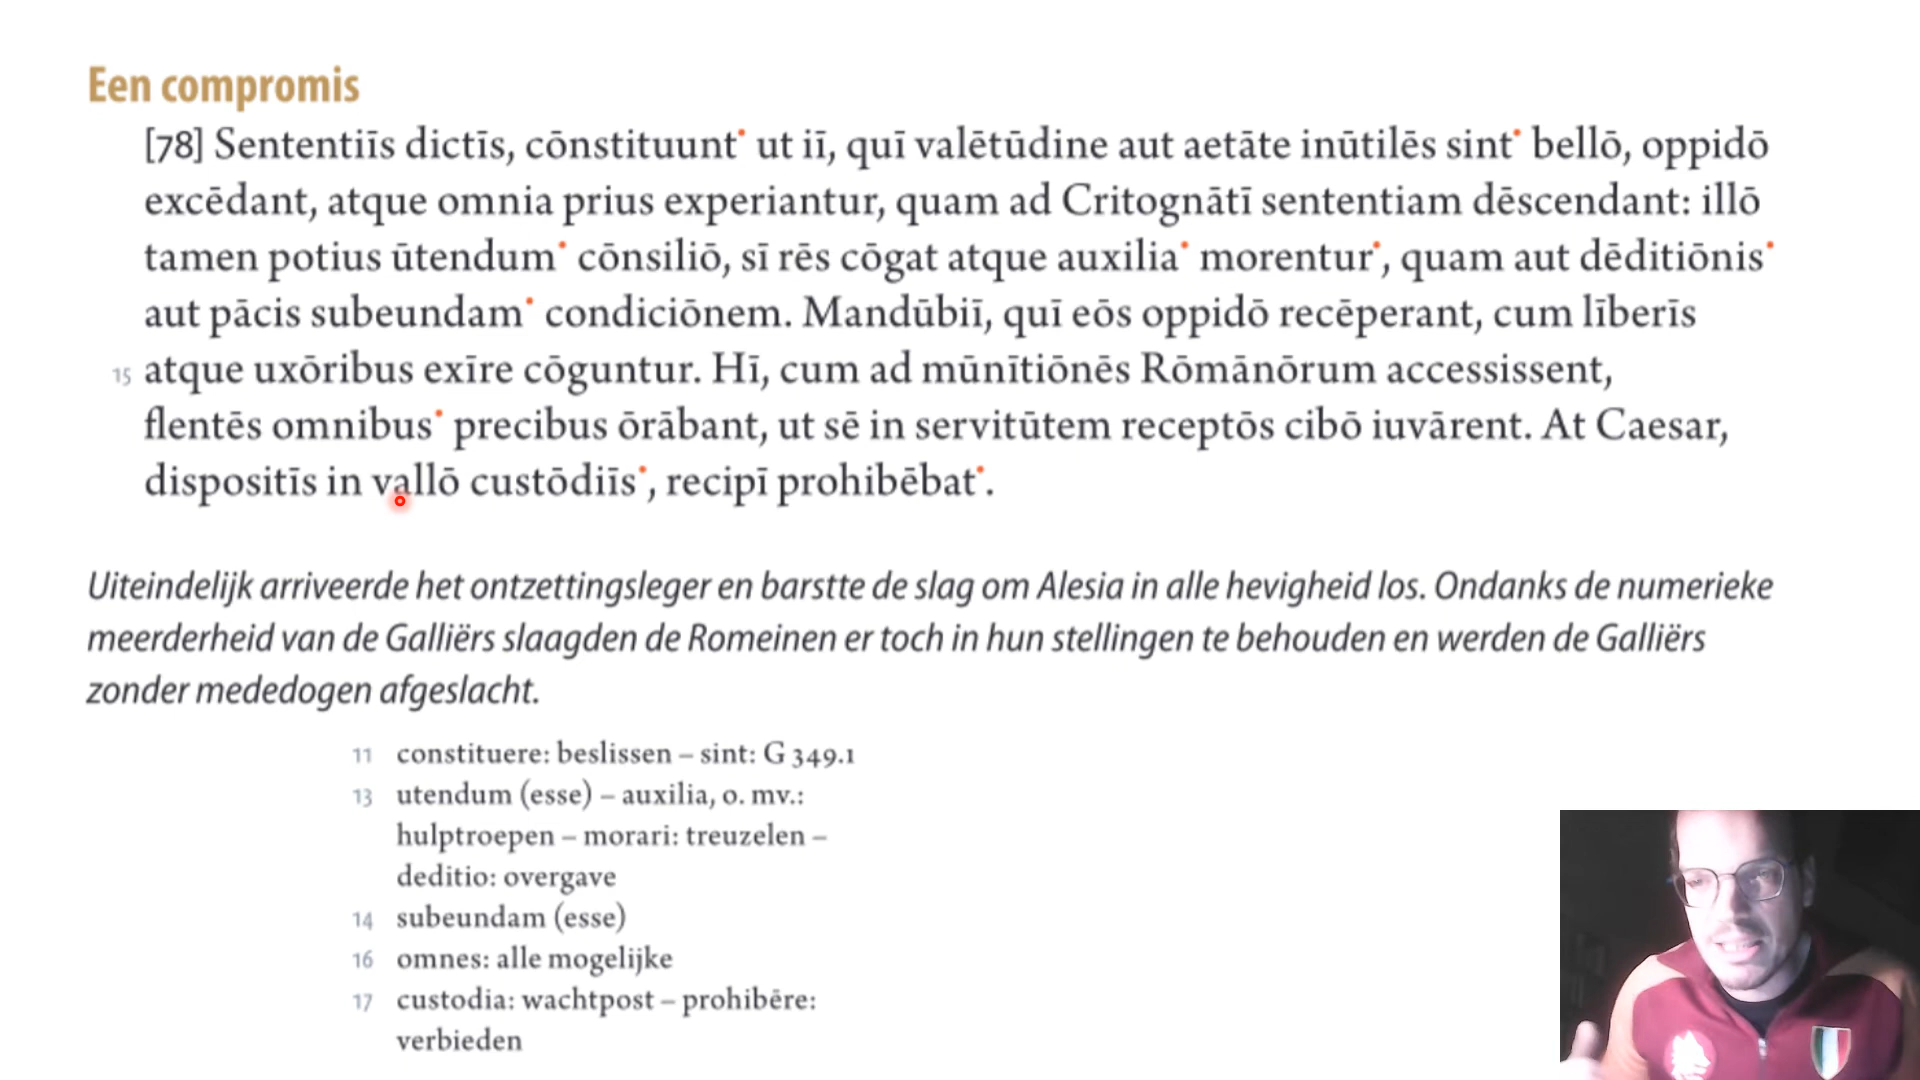 Een compromis
[78] Sententiīs dictīs, cōnstituunt• ut iī, quī valētūdine aut aetāte inūtilēs sint• bellō, oppidō
excēdant, atque omnia prius experiantur, quam ad Critognātī sententiam dēscendant: illō
tamen potius ūtendum• cōnsiliō, sī rēs cōgat atque auxilia• morentur•, quam aut dēditiōnis•
aut pācis subeundam• condiciōnem. Mandūbiī, quī eōs oppidō recēperant, cum līberīs
15 atque uxōribus exīre cōguntur. Hī, cum ad mūnītiōnēs Rōmānōrum accessissent,
flentēs omnibus• precibus ōrābant, ut sē in servitūtem receptōs cibō iuvārent. At Caesar,
dispositīs in vallō custōdiīs•, recipī prohibēbat•.
Uiteindelijk arriveerde het ontzettingsleger en barstte de slag om Alesia in alle hevigheid los. Ondanks de numerieke
meerderheid van de Galliërs slaagden de Romeinen er toch in hun stellingen te behouden en werden de Galliërs
zonder mededogen afgeslacht.
11 constituere: beslissen – sint: G 349.1
13 utendum (esse) – auxilia, o. mv.:
hulptroepen – morari: treuzelen –
deditio: overgave
14 subeundam (esse)
16 omnes: alle mogelijke
17 custodia: wachtpost – prohibēre:
verbieden